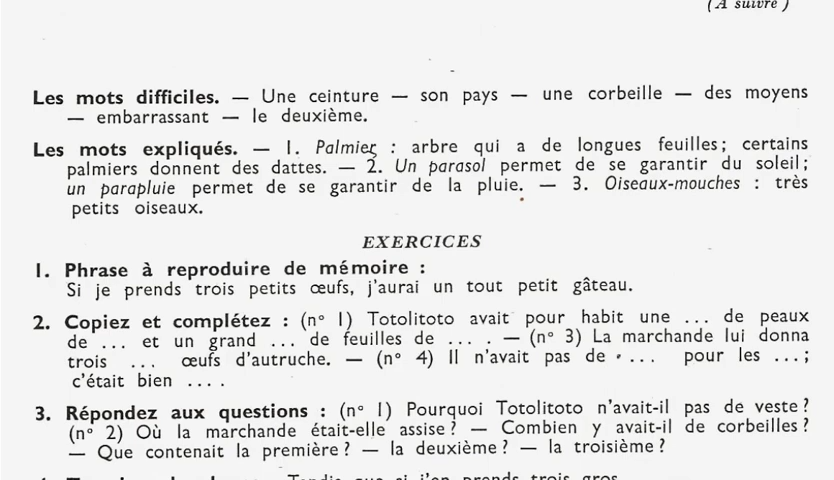 (A suivre)
Les mots difficiles. — Une ceinture — son pays — une corbeille — des moyens
— embarrassant — le deuxième.
Les mots expliqués. — 1. Palmier : arbre qui a de longues feuilles; certains
palmiers donnent des dattes. — 2. Un parasol permet de se garantir du soleil;
un parapluie permet de se garantir de la pluie. — 3. Oiseaux-mouches : très
petits oiseaux.
EXERCICES
1. Phrase à reproduire de mémoire :
Si je prends trois petits œufs, j'aurai un tout petit gâteau.
2. Copiez et complétez : (n° 1) Totolitoto avait pour habit une ... de peaux
de ... et un grand ... de feuilles de ... . — (n° 3) La marchande lui donna
trois ... œufs d'autruche. — (n° 4) Il n'avait pas de ... pour les ...;
c'était bien ....
3. Répondez aux questions : (n° 1) Pourquoi Totolitoto n'avait-il pas de veste?
(n° 2) Où la marchande était-elle assise? — Combien y avait-il de corbeilles?
— Que contenait la première? — la deuxième? — la troisième?
que si j'en prends trois gros